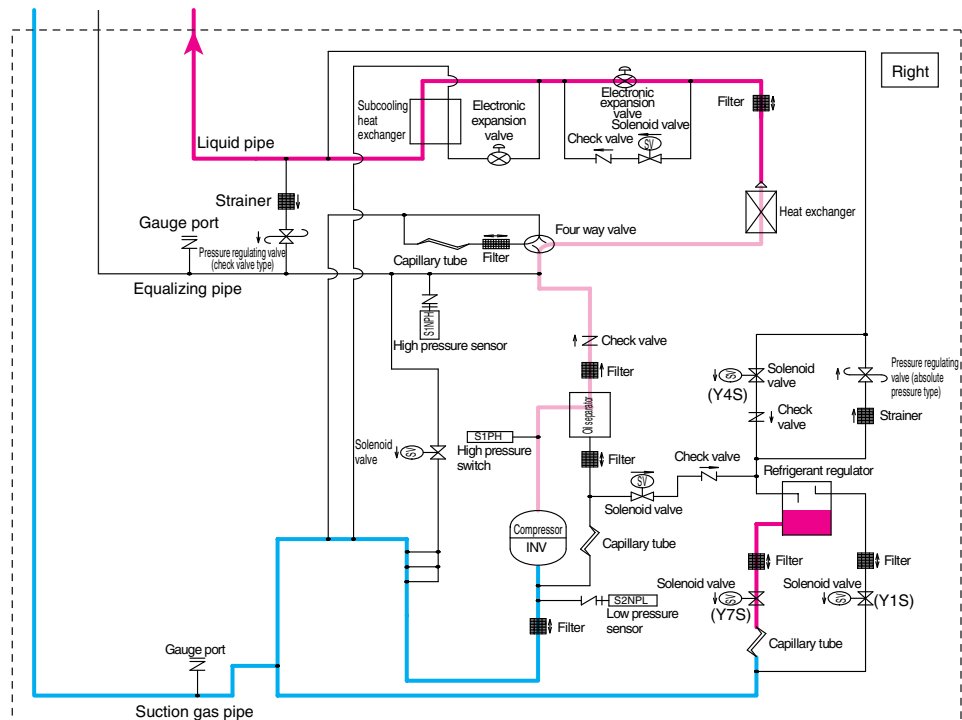 Right
Subcooling
heat
exchanger
Electronic
expansion
valve
Electronic
expansion
valve
Solenoid valve
Check valve
SV
Filter
Liquid pipe
Strainer
Gauge port
Pressure regulating valve
(check valve type)
Capillary tube
Filter
Four way valve
Heat exchanger
Equalizing pipe
S1NPH
High pressure sensor
Check valve
Filter
Oil separator
Solenoid
valve
SV
S1PH
High pressure
switch
Filter
SV
Solenoid valve
Check valve
SV
(Y4S)
Solenoid
valve
Check
valve
Pressure regulating
valve (absolute
pressure type)
Strainer
Refrigerant regulator
Compressor
INV
Capillary tube
Filter
Filter
S2NPL
Low pressure
sensor
Filter
Solenoid valve
SV
(Y7S)
Solenoid valve
SV
(Y1S)
Capillary tube
Gauge port
Suction gas pipe